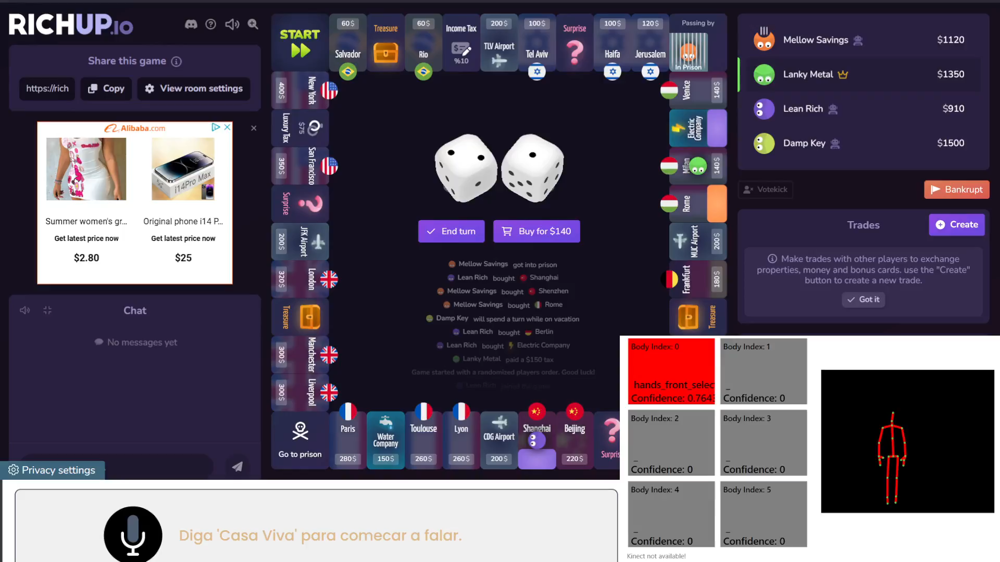 RICHUP.IO
Share this game
https://rich
Copy
View room settings
Alibaba.com
Summer women's gr...
Get latest price now
$2.80
Original phone i14 P...
Get latest price now
$25
i14Pro Max
Chat
No messages yet
Privacy settings
START
60$
Salvador
Treasure
60$
Rio
Income Tax
%10
200$
TLV Airport
100$
Tel Aviv
Surprise
100$
Haifa
120$
Jerusalem
Passing by
In Prison
New York
400$
Luxury Tax
$75
San Francisco
350$
Surprise
JFK Airport
200$
London
320$
Treasure
Manchester
300$
Liverpool
300$
Venice
140$
Electric Company
Milan
140$
Rome
MUC Airport
200$
Frankfurt
180$
Treasure
End turn
Buy for $140
Mellow Savings got into prison
Lean Rich bought Shanghai
Mellow Savings bought Shenzhen
Mellow Savings bought Rome
Damp Key will spend a turn while on vacation
Lean Rich bought Berlin
Lean Rich bought Electric Company
Lanky Metal paid a $150 tax
Game started with a randomized players order. Good luck!
Lean Rich joined the game
Go to prison
Paris
280$
Water Company
150$
Toulouse
260$
Lyon
260$
CDG Airport
200$
Shanghai
Beijing
220$
Surpris
Mellow Savings
$1120
Lanky Metal
$1350
Lean Rich
$910
Damp Key
$1500
Votekick
Bankrupt
Trades
Create
Make trades with other players to exchange
properties, money and bonus cards. use the "Create"
button to create a new trade.
Got it
Body Index: 0
hands_front_selec
Confidence: 0.7643
Body Index: 1
_
Confidence: 0
Body Index: 2
_
Confidence: 0
Body Index: 3
_
Confidence: 0
Body Index: 4
_
Confidence: 0
Body Index: 5
_
Confidence: 0
Kinect not available!
Diga 'Casa Viva' para comecar a falar.